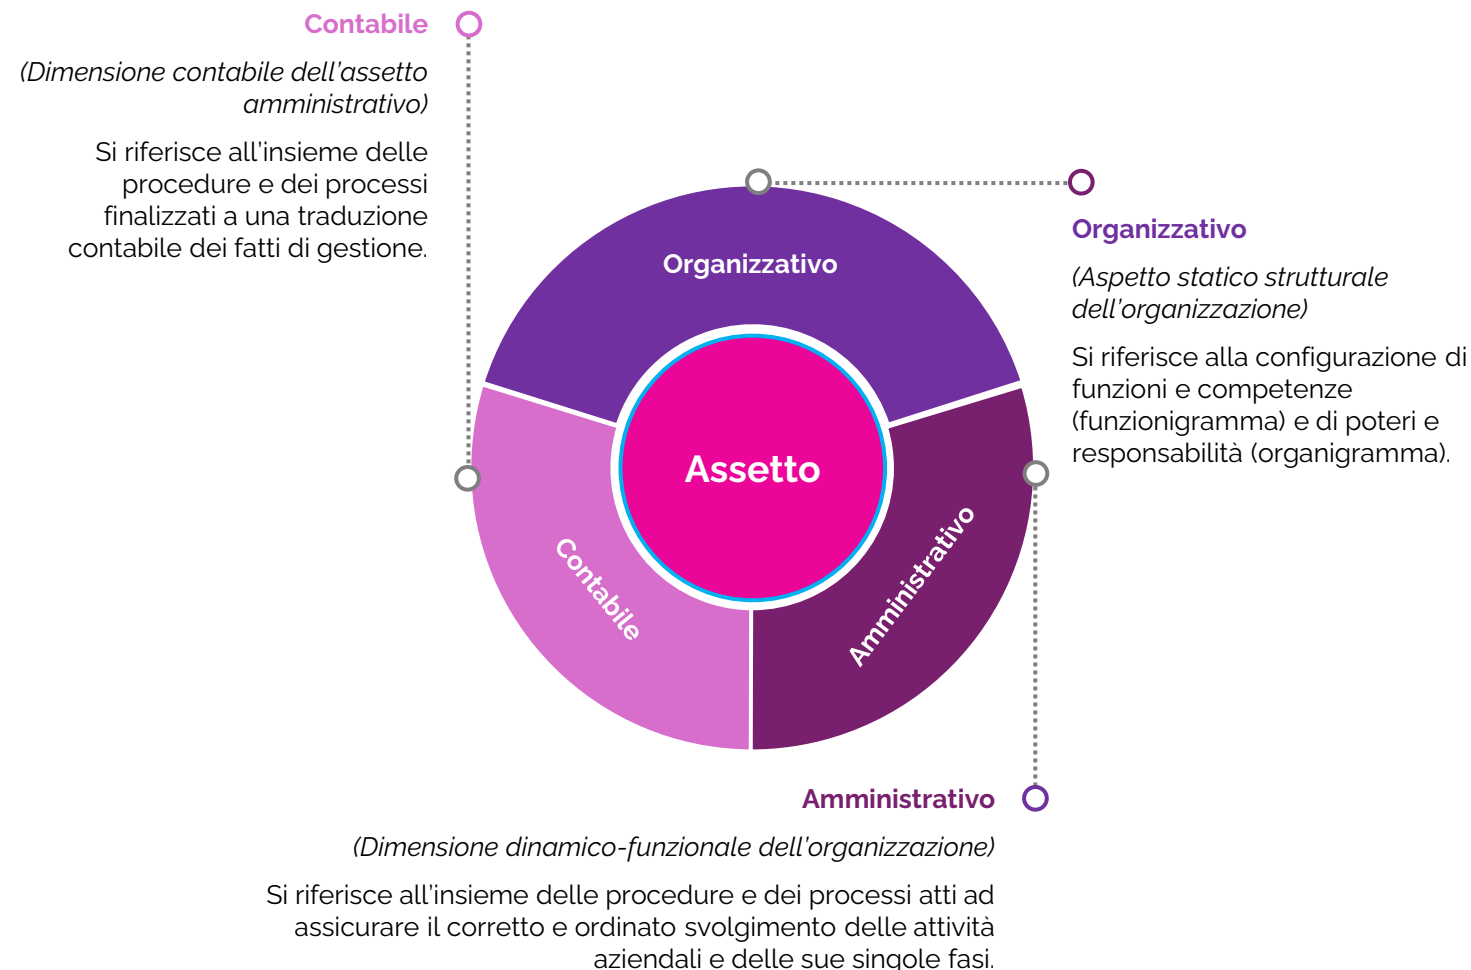 Contabile
(Dimensione contabile dell'assetto
amministrativo)
Si riferisce all'insieme delle
procedure e dei processi
finalizzati a una traduzione
contabile dei fatti di gestione.
Organizzativo
Organizzativo
(Aspetto statico strutturale
dell'organizzazione)
Si riferisce alla configurazione di
funzioni e competenze
(funzionigramma) e di poteri e
responsabilità (organigramma).
Assetto
Contabile
Amministrativo
Amministrativo
(Dimensione dinamico-funzionale dell'organizzazione)
Si riferisce all'insieme delle procedure e dei processi atti ad
assicurare il corretto e ordinato svolgimento delle attività
aziendali e delle sue singole fasi.